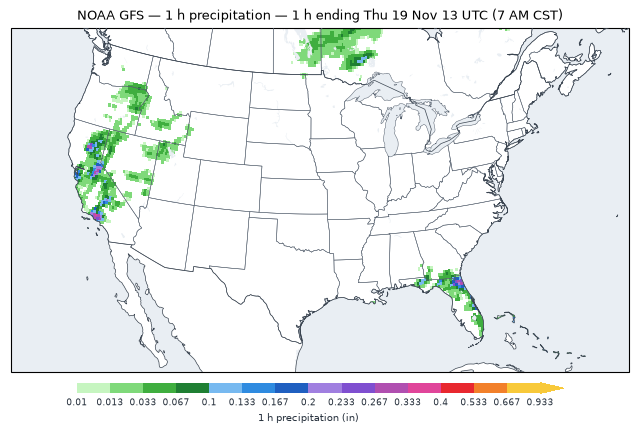 NOAA GFS — 1 h precipitation — 1 h ending Thu 19 Nov 13 UTC (7 AM CST)
0.01 0.013 0.033 0.067 0.1 0.133 0.167 0.2 0.233 0.267 0.333 0.4 0.533 0.667 0.933
1 h precipitation (in)